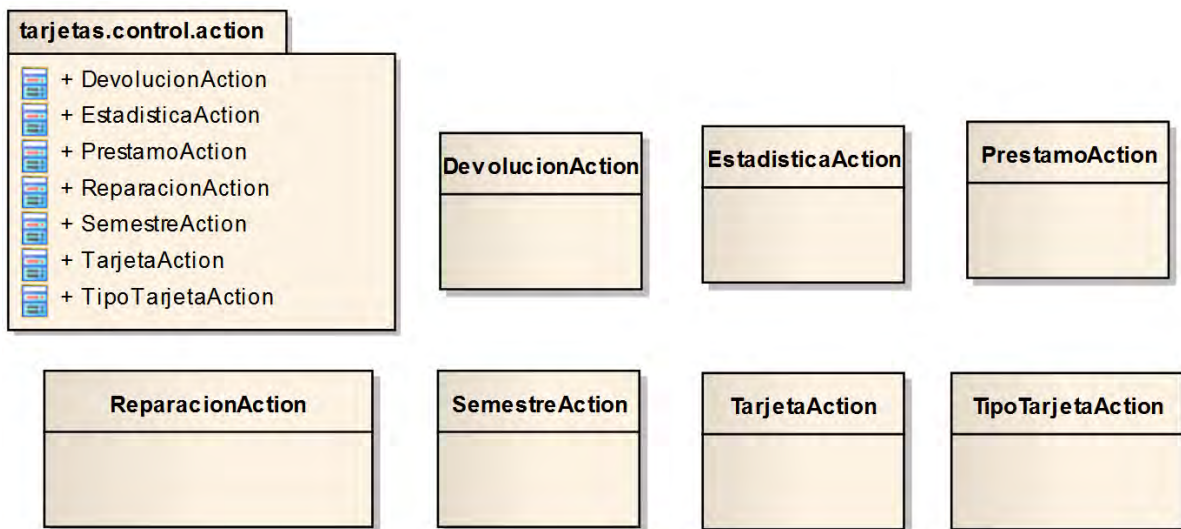 tarjetas.control.action
+ DevolucionAction
+ EstadisticaAction
+ PrestamoAction
+ ReparacionAction
+ SemestreAction
+ TarjetaAction
+ TipoTarjetaAction
DevolucionAction
EstadisticaAction
PrestamoAction
ReparacionAction
SemestreAction
TarjetaAction
TipoTarjetaAction